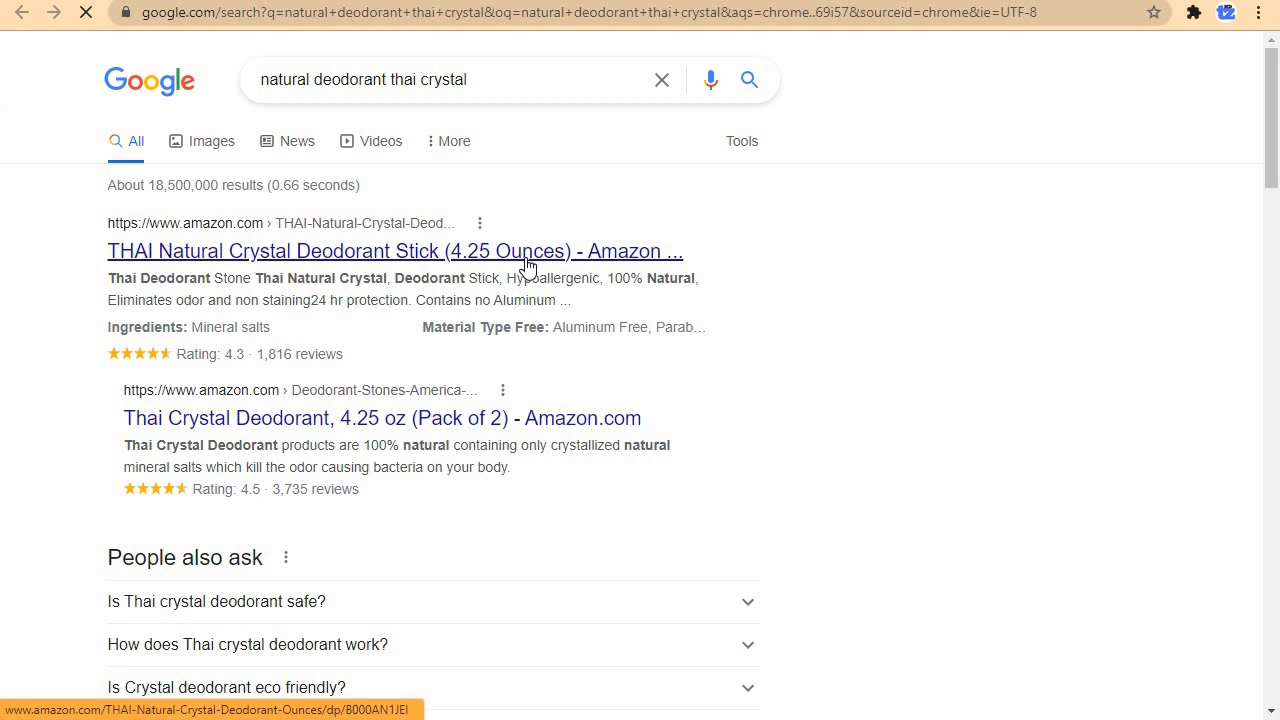 google.com/search?q=natural+deodorant+thai+crystal&oq=natural+deodorant+thai+crystal&aqs=chrome..69i57&sourceid=chrome&ie=UTF-8
Google
natural deodorant thai crystal
All
Images
News
Videos
More
Tools
About 18,500,000 results (0.66 seconds)
https://www.amazon.com › THAI-Natural-Crystal-Deod...
THAI Natural Crystal Deodorant Stick (4.25 Ounces) - Amazon ...
Thai Deodorant Stone Thai Natural Crystal, Deodorant Stick, Hypoallergenic, 100% Natural,
Eliminates odor and non staining24 hr protection. Contains no Aluminum ...
Ingredients: Mineral salts
Material Type Free: Aluminum Free, Parab...
Rating: 4.3 · 1,816 reviews
https://www.amazon.com › Deodorant-Stones-America-...
Thai Crystal Deodorant, 4.25 oz (Pack of 2) - Amazon.com
Thai Crystal Deodorant products are 100% natural containing only crystallized natural
mineral salts which kill the odor causing bacteria on your body.
Rating: 4.5 · 3,735 reviews
People also ask
Is Thai crystal deodorant safe?
How does Thai crystal deodorant work?
Is Crystal deodorant eco friendly?
www.amazon.com/THAI-Natural-Crystal-Deodorant-Ounces/dp/B000AN1JEI